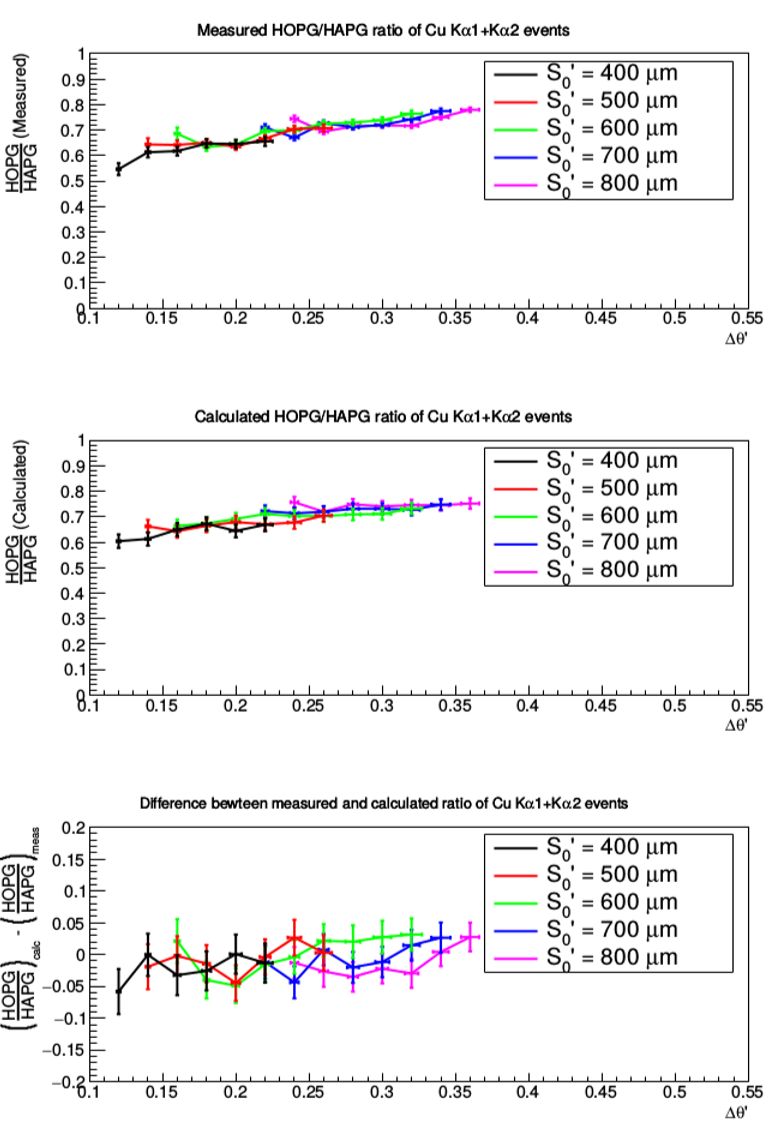 Measured HOPG/HAPG ratio of Cu Kα1+Kα2 events
HOPG
HAPG (Measured)
1
0.9
0.8
0.7
0.6
0.5
0.4
0.3
0.2
0.1
0
S0' = 400 μm
S0' = 500 μm
S0' = 600 μm
S0' = 700 μm
S0' = 800 μm
0.1 0.15 0.2 0.25 0.3 0.35 0.4 0.45 0.5 0.55
Δθ'
Calculated HOPG/HAPG ratio of Cu Kα1+Kα2 events
HOPG
HAPG (Calculated)
1
0.9
0.8
0.7
0.6
0.5
0.4
0.3
0.2
0.1
0
S0' = 400 μm
S0' = 500 μm
S0' = 600 μm
S0' = 700 μm
S0' = 800 μm
0.1 0.15 0.2 0.25 0.3 0.35 0.4 0.45 0.5 0.55
Δθ'
Difference bewteen measured and calculated ratio of Cu Kα1+Kα2 events
(HOPG/HAPG)calc - (HOPG/HAPG)meas
0.2
0.15
0.1
0.05
0
−0.05
−0.1
−0.15
−0.2
S0' = 400 μm
S0' = 500 μm
S0' = 600 μm
S0' = 700 μm
S0' = 800 μm
0.1 0.15 0.2 0.25 0.3 0.35 0.4 0.45 0.5 0.55
Δθ'